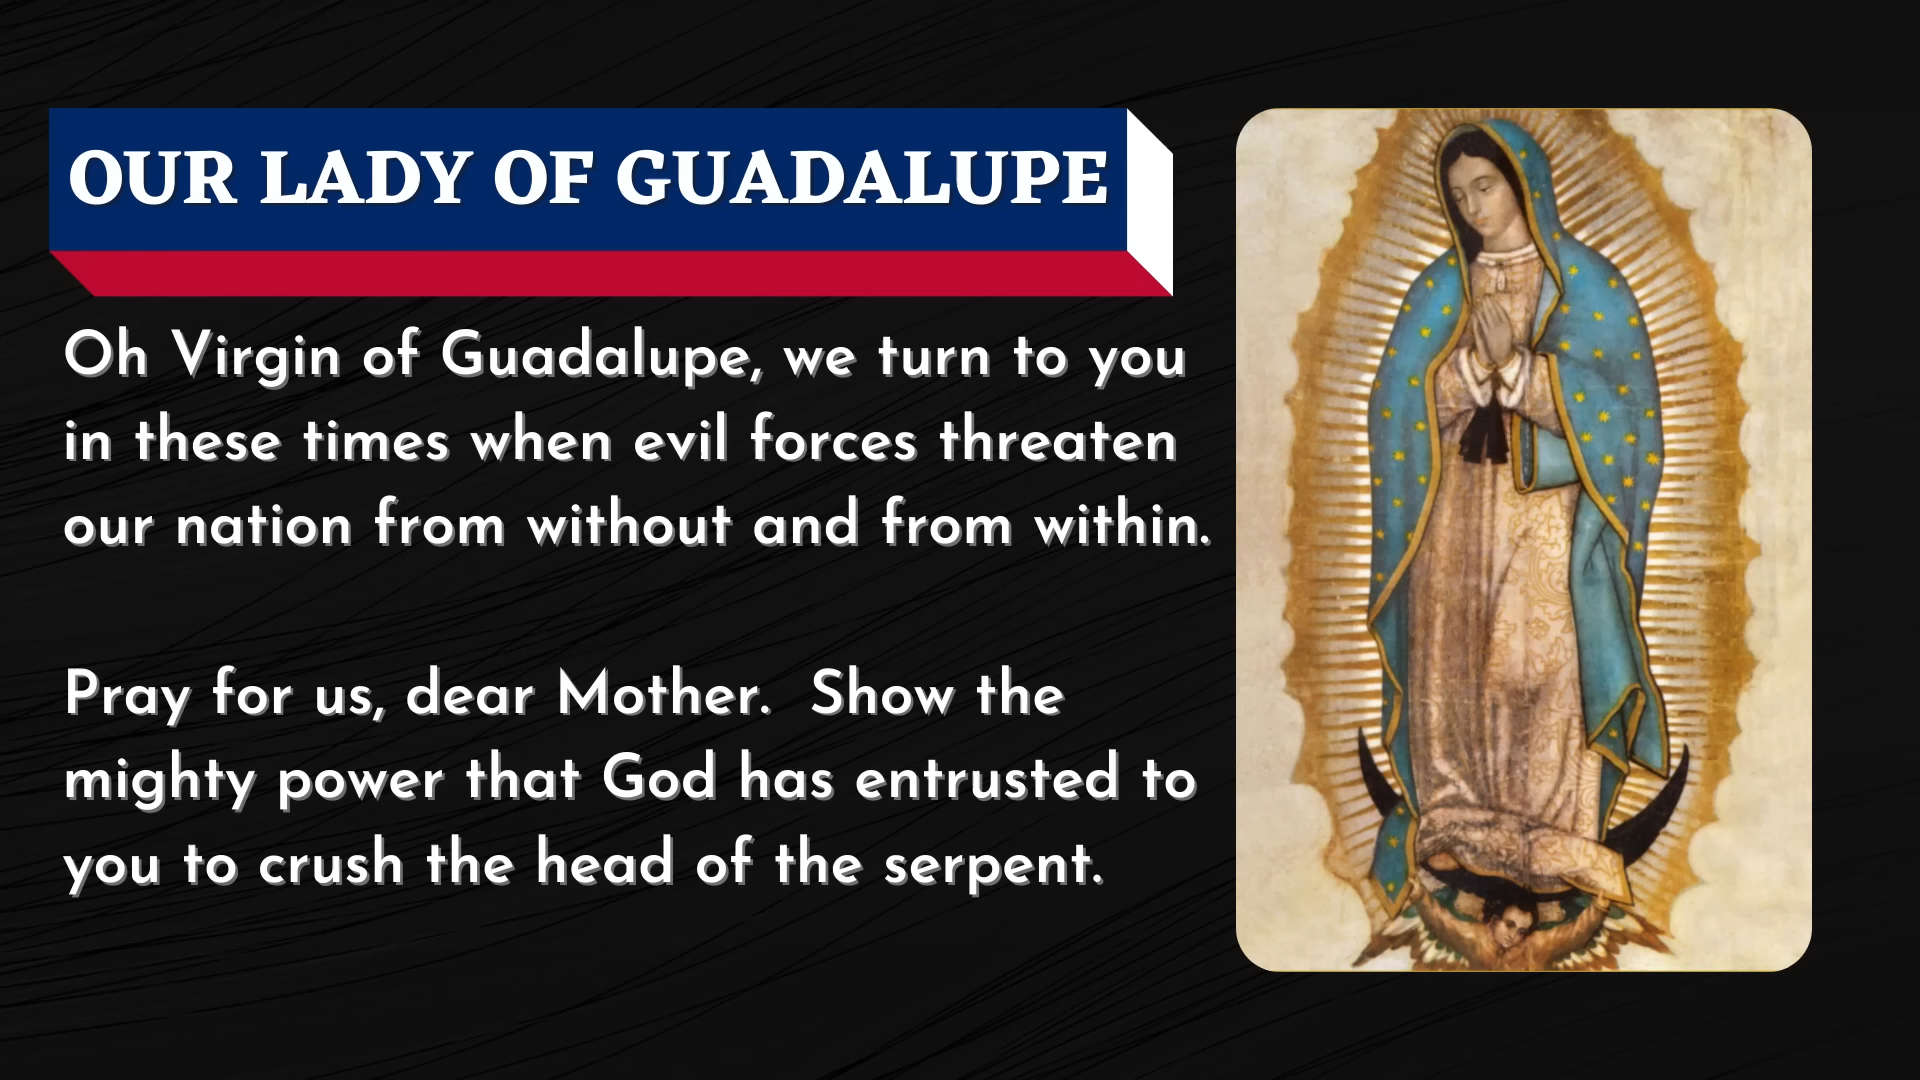 OUR LADY OF GUADALUPE
Oh Virgin of Guadalupe, we turn to you
in these times when evil forces threaten
our nation from without and from within.
Pray for us, dear Mother.  Show the
mighty power that God has entrusted to
you to crush the head of the serpent.